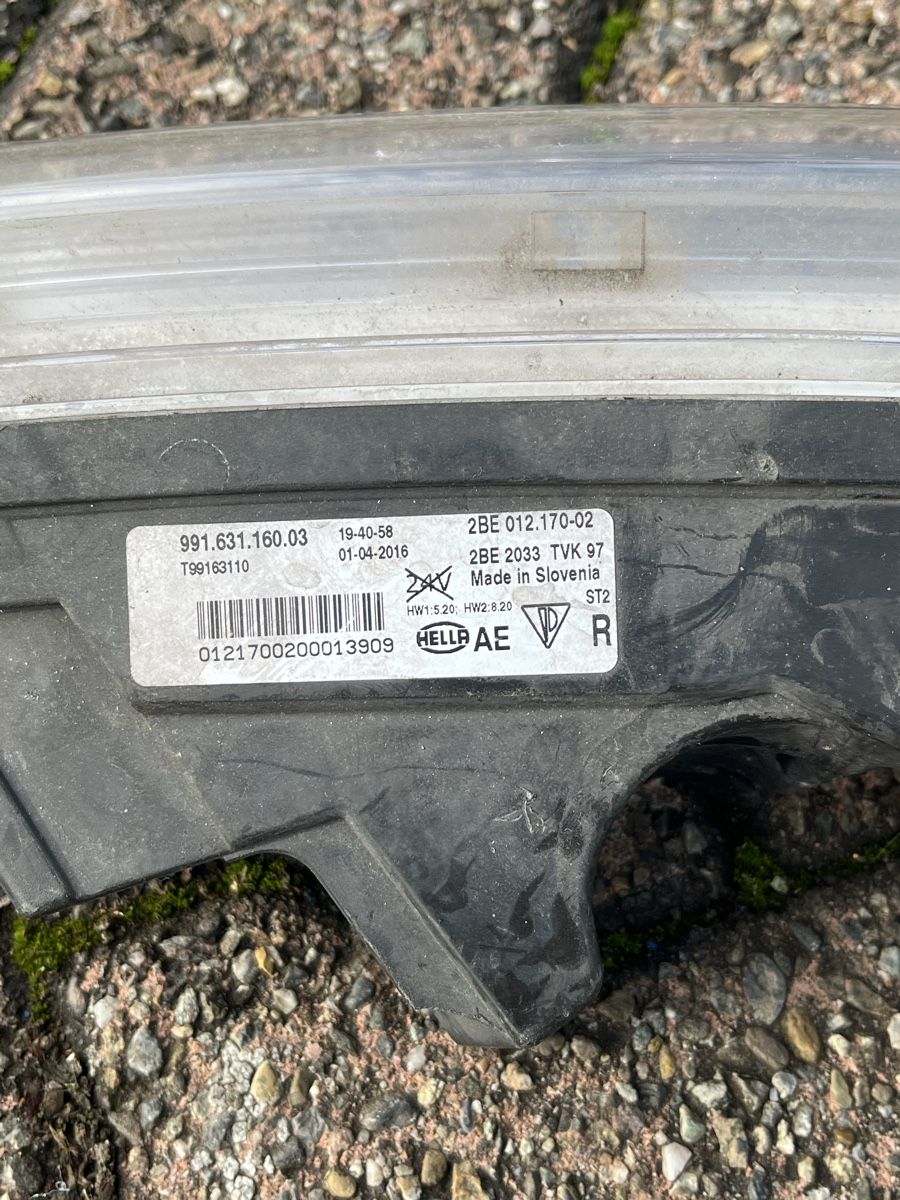 991.631.160.03
T99163110
19-40-58
01-04-2016
0121700200013909
2BE 012.170-02
2BE 2033 TVK 97
24V
Made in Slovenia
HW1:5.20; HW2:8.20
ST2
HELLA AE
R